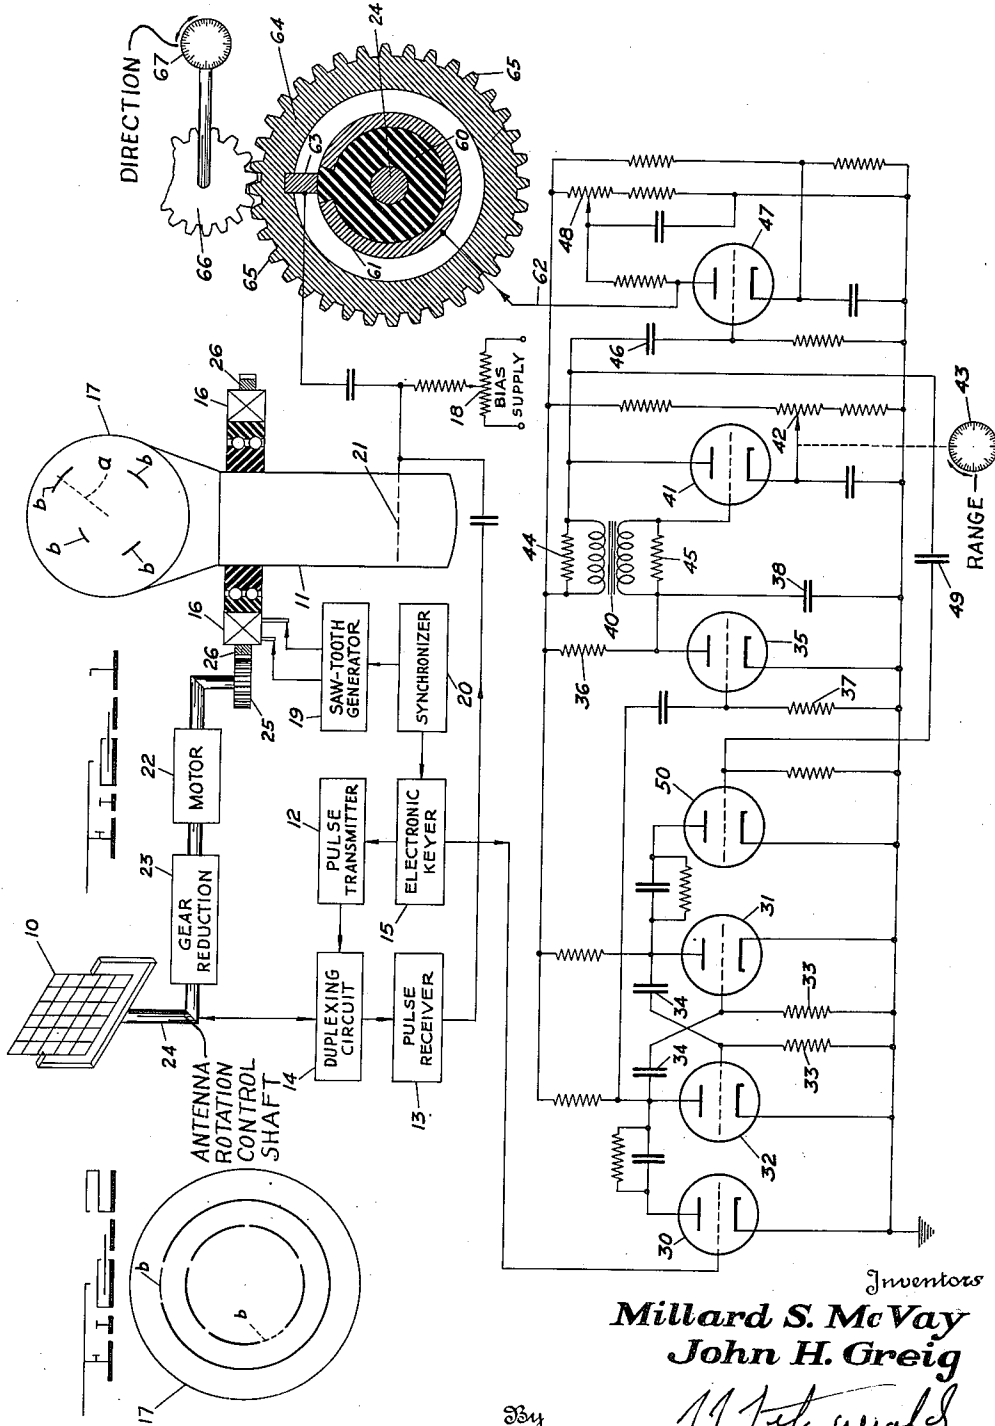 DIRECTION
67
64
24
65
63
60
61
66
65
62
48
47
46
18
BIAS
SUPPLY
26
16
17
a
b
b
b
b
21
11
16
26
25
22
MOTOR
23
GEAR
REDUCTION
10
24
ANTENNA
ROTATION
CONTROL
SHAFT
19
SAW-TOOTH
GENERATOR
SYNCHRONIZER
20
12
PULSE
TRANSMITTER
15
ELECTRONIC
KEYER
14
DUPLEXING
CIRCUIT
13
PULSE
RECEIVER
17
b
b
44
40
45
41
42
43
RANGE
38
49
36
35
37
50
31
34
34
33
33
32
30
Inventors
Millard S. McVay
John H. Greig
By